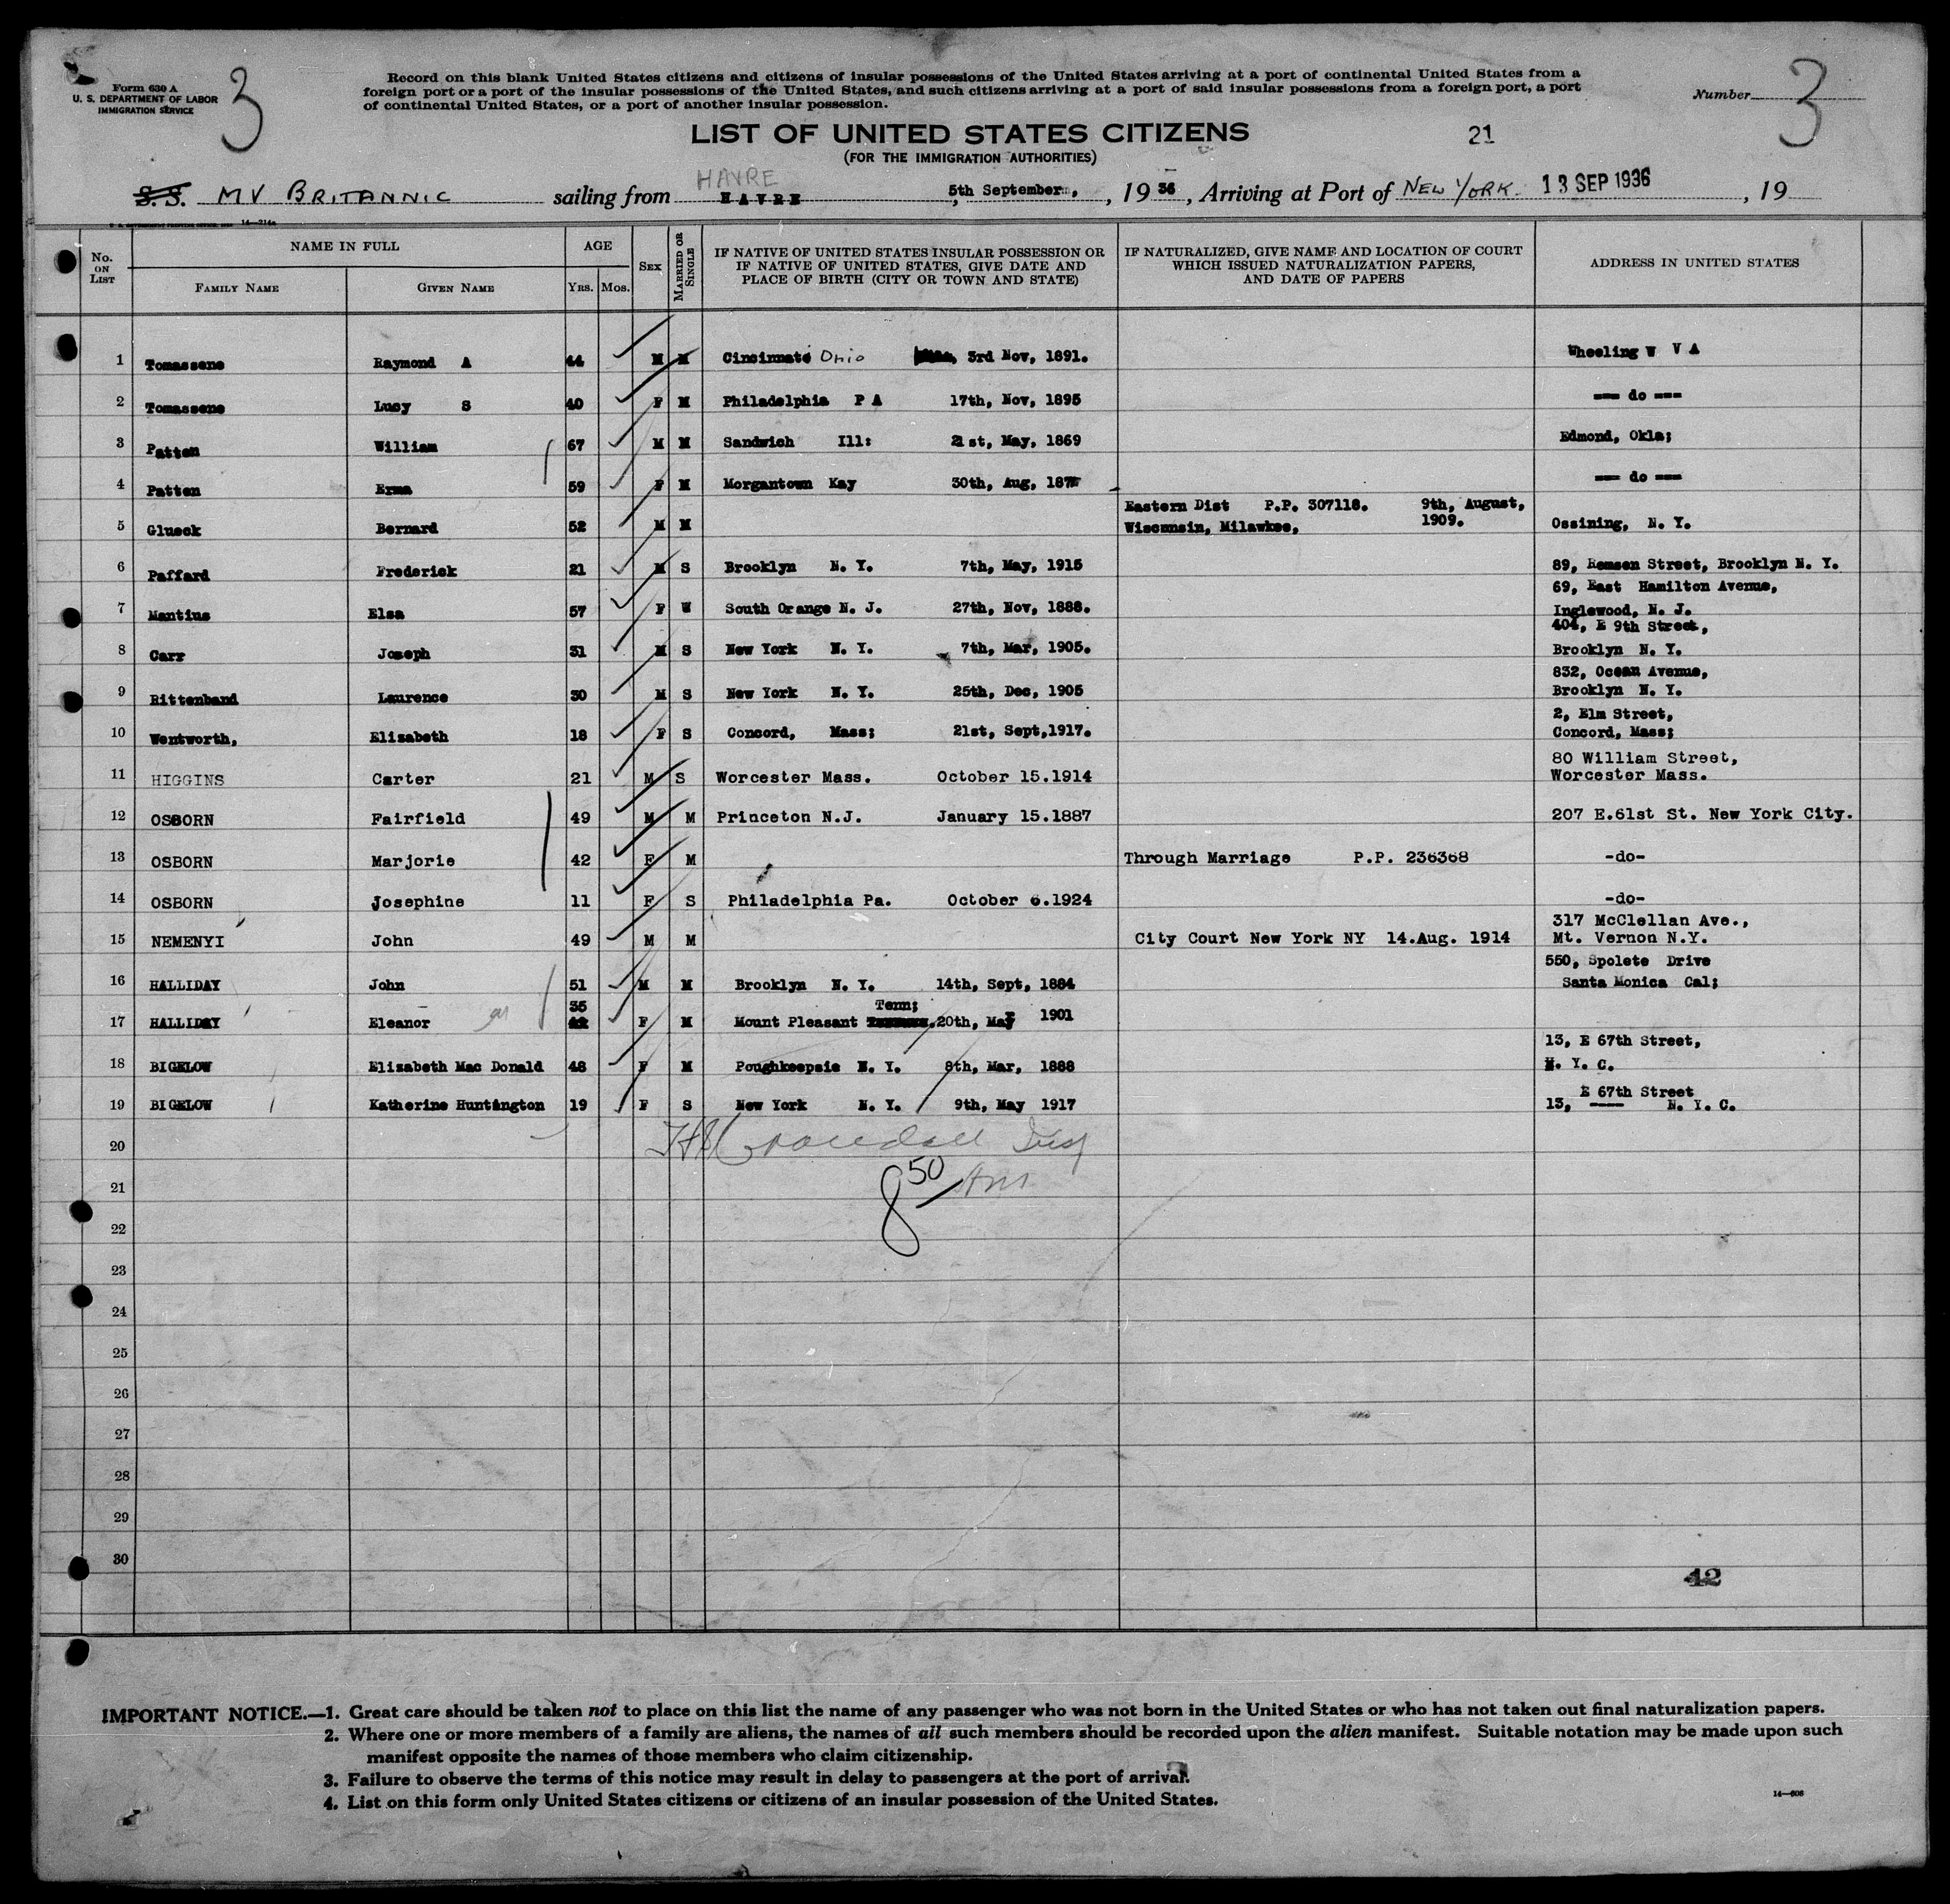 Form 630 A
U. S. DEPARTMENT OF LABOR
IMMIGRATION SERVICE
3
Record on this blank United States citizens and citizens of insular possessions of the United States arriving at a port of continental United States from a
foreign port or a port of the insular possessions of the United States, and such citizens arriving at a port of said insular possessions from a foreign port, a port
of continental United States, or a port of another insular possession.
Number 3
LIST OF UNITED STATES CITIZENS
21
(FOR THE IMMIGRATION AUTHORITIES)
HAVRE
S.S. MV BRITANNIC sailing from HAVRE, 5th September, , 1936, Arriving at Port of NEW YORK. 13 SEP 1936, 19
14-214a
No. ON LIST
NAME IN FULL
FAMILY NAME
GIVEN NAME
AGE
YRS.
MOS.
SEX
MARRIED OR SINGLE
IF NATIVE OF UNITED STATES INSULAR POSSESSION OR
IF NATIVE OF UNITED STATES, GIVE DATE AND
PLACE OF BIRTH (CITY OR TOWN AND STATE)
IF NATURALIZED, GIVE NAME AND LOCATION OF COURT
WHICH ISSUED NATURALIZATION PAPERS,
AND DATE OF PAPERS
ADDRESS IN UNITED STATES
1 Tomassene Raymond A 44 M M Cincinnate Ohio 3rd Nov, 1891. Wheeling W V A
2 Tomassene Lucy S 40 F M Philadelphia P A 17th, Nov, 1895 --- do ---
3 Patten William 67 M M Sandwich Ill: 21st, May, 1869 Edmond, Okla;
4 Patten Erma 59 F M Morgantown Kay 30th, Aug, 187 --- do ---
Eastern Dist P.P. 307118. 9th, August,
5 Glueck Bernard 52 M M Wisconsin, Milawkee, 1909. Ossining, N. Y.
6 Paffard Frederick 21 M S Brooklyn N. Y. 7th, May, 1915 89, Remsen Street, Brooklyn N. Y.
69, East Hamilton Avenue,
7 Mantius Elsa 57 F W South Orange N. J. 27th, Nov, 1888. Inglewood, N. J.
404, E 9th Street,
8 Carr Joseph 31 M S New York N. Y. 7th, Mar, 1905. Brooklyn N. Y.
832, Ocean Avenue,
9 Rittenband Laurence 30 M S New York N. Y. 25th, Dec, 1905 Brooklyn N. Y.
2, Elm Street,
10 Wentworth, Elizabeth 18 F S Concord, Mass; 21st, Sept,1917. Concord, Mass;
80 William Street,
11 HIGGINS Carter 21 M S Worcester Mass. October 15.1914 Worcester Mass.
12 OSBORN Fairfield 49 M M Princeton N.J. January 15.1887 207 E.61st St. New York City.
13 OSBORN Marjorie 42 F M Through Marriage P.P. 236368 -do-
14 OSBORN Josephine 11 F S Philadelphia Pa. October 6.1924 -do-
317 McClellan Ave.,
15 NEMENYI John 49 M M City Court New York NY 14.Aug. 1914 Mt. Vernon N.Y.
550, Spolete Drive
16 HALLIDAY John 51 M M Brooklyn N. Y. 14th, Sept, 1884 Santa Monica Cal;
35 Tenn;
17 HALLIDAY Eleanor F M Mount Pleasant 20th, May 1901
13, E 67th Street,
18 BIGELOW Elizabeth Mac Donald 48 F M Poughkeepsie N. Y. 8th, Mar, 1888 N. Y. C.
E 67th Street
19 BIGELOW Katherine Huntington 19 F S New York N. Y. 9th, May 1917 13, ---- N. Y. C.
20
21
8 50
22
23
24
25
26
27
28
29
30
42
IMPORTANT NOTICE.—1. Great care should be taken not to place on this list the name of any passenger who was not born in the United States or who has not taken out final naturalization papers.
2. Where one or more members of a family are aliens, the names of all such members should be recorded upon the alien manifest. Suitable notation may be made upon such
manifest opposite the names of those members who claim citizenship.
3. Failure to observe the terms of this notice may result in delay to passengers at the port of arrival.
4. List on this form only United States citizens or citizens of an insular possession of the United States.
14—608